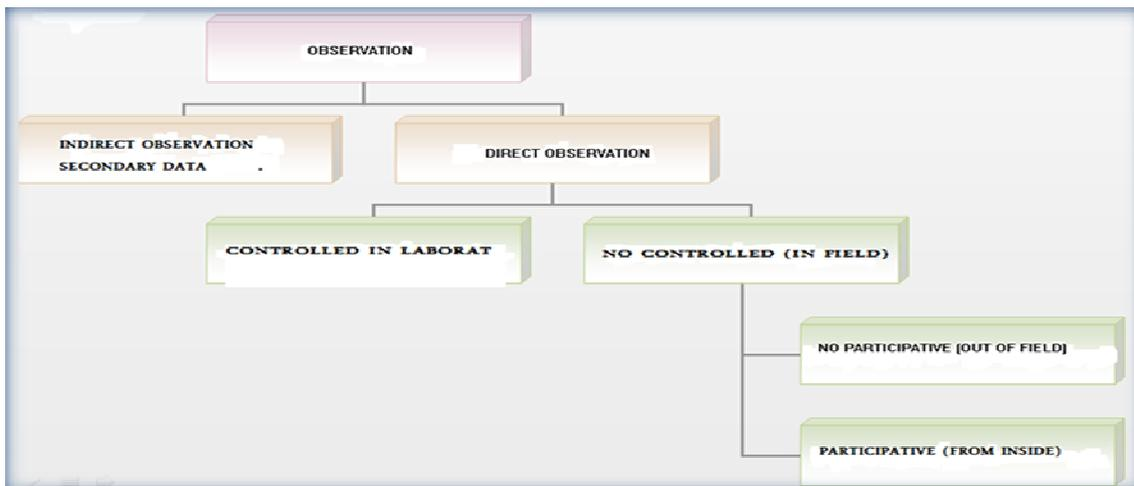 OBSERVATION
INDIRECT OBSERVATION
SECONDARY DATA .
DIRECT OBSERVATION
CONTROLLED IN LABORAT
NO CONTROLLED (IN FIELD)
NO PARTICIPATIVE [OUT OF FIELD]
PARTICIPATIVE (FROM INSIDE)